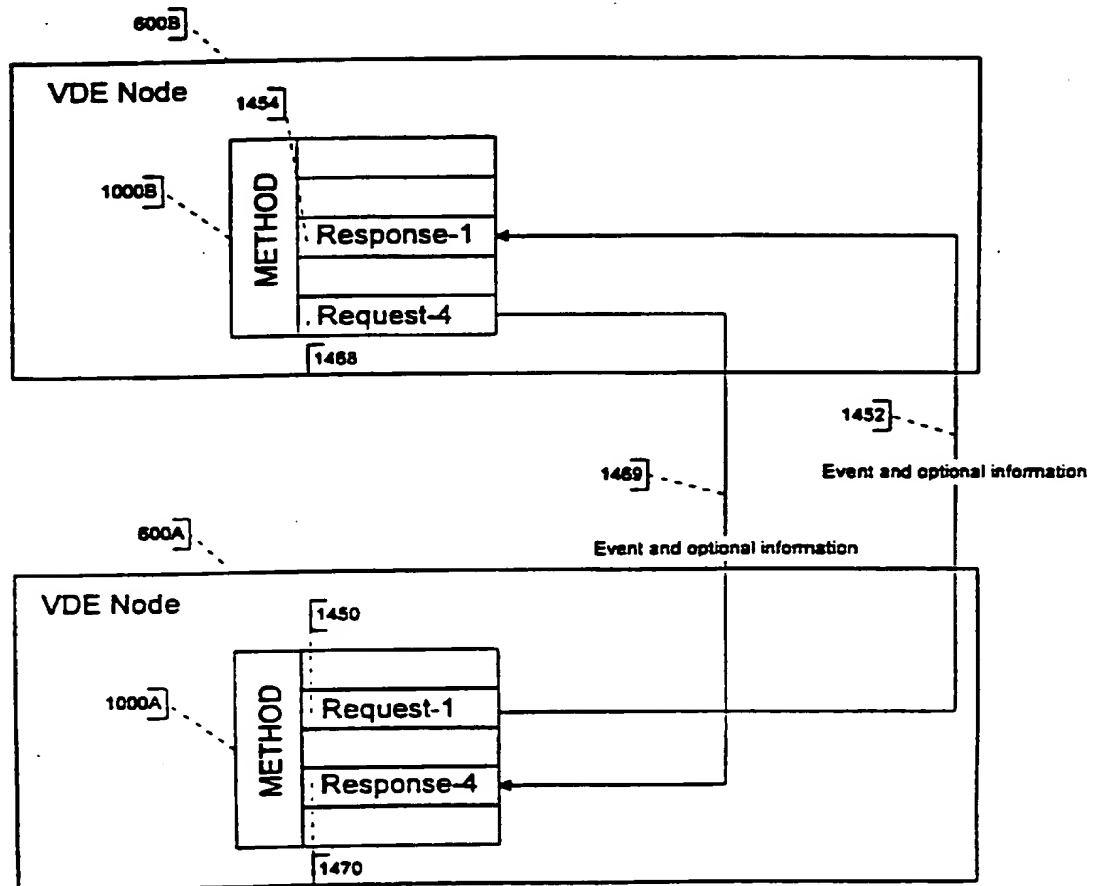 600B
VDE Node
1454
1000B
METHOD
Response-1
Request-4
1468
1452
Event and optional information
1469
600A
Event and optional information
VDE Node
1450
1000A
METHOD
Request-1
Response-4
1470